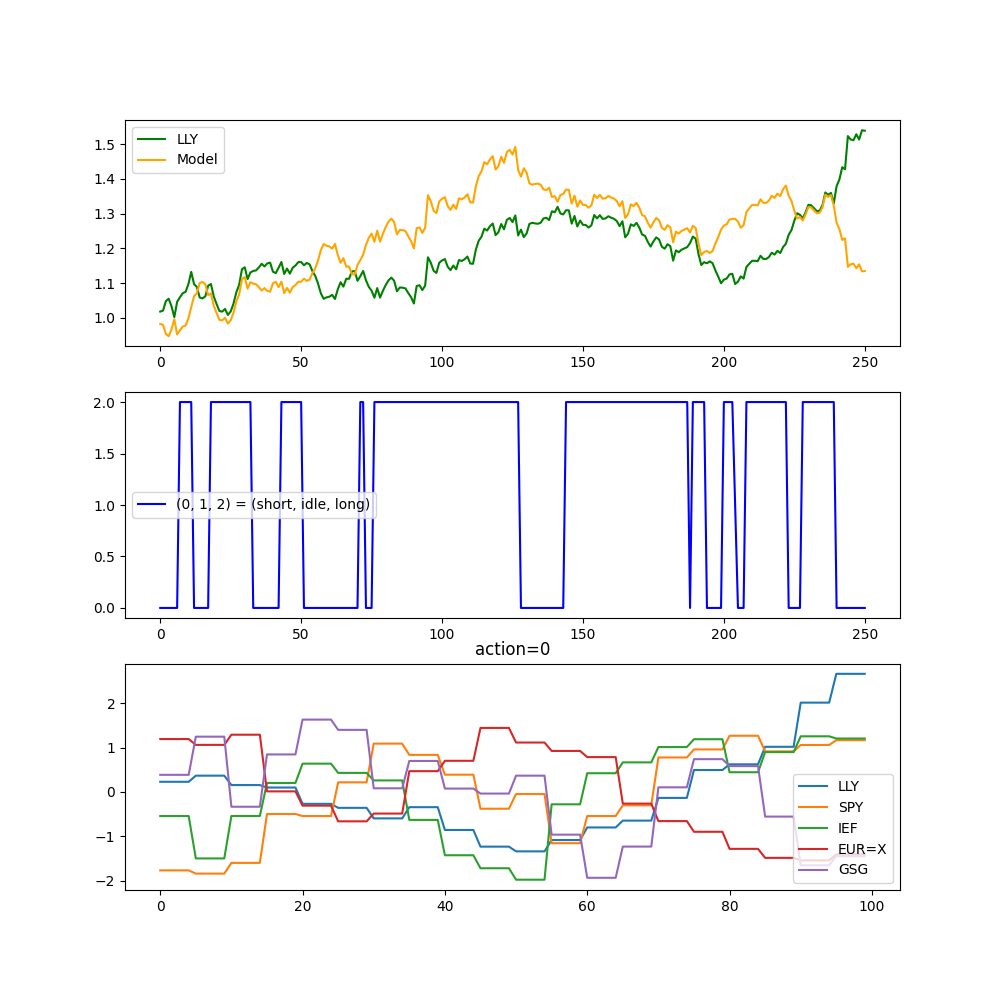 LLY
Model
1.5
1.4
1.3
1.2
1.1
1.0
0 50 100 150 200 250
2.0
1.5
1.0
0.5
0.0
(0, 1, 2) = (short, idle, long)
0 50 100 150 200 250
action=0
2
1
0
−1
−2
LLY
SPY
IEF
EUR=X
GSG
0 20 40 60 80 100